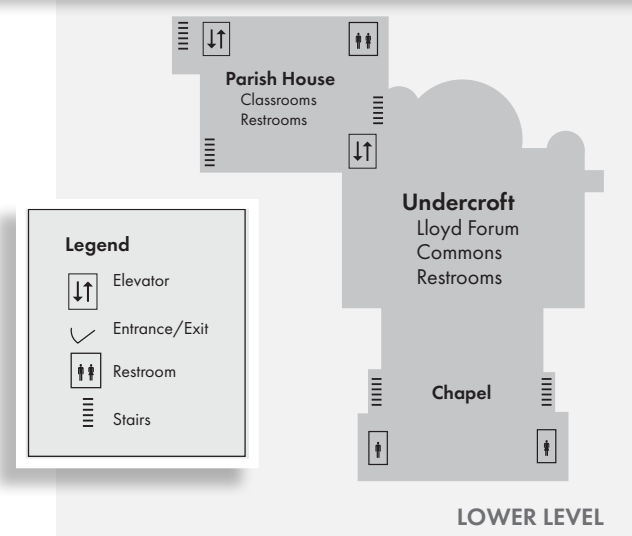 Parish House
Classrooms
Restrooms
Undercroft
Lloyd Forum
Commons
Restrooms
Legend
Elevator
Entrance/Exit
Restroom
Stairs
Chapel
LOWER LEVEL